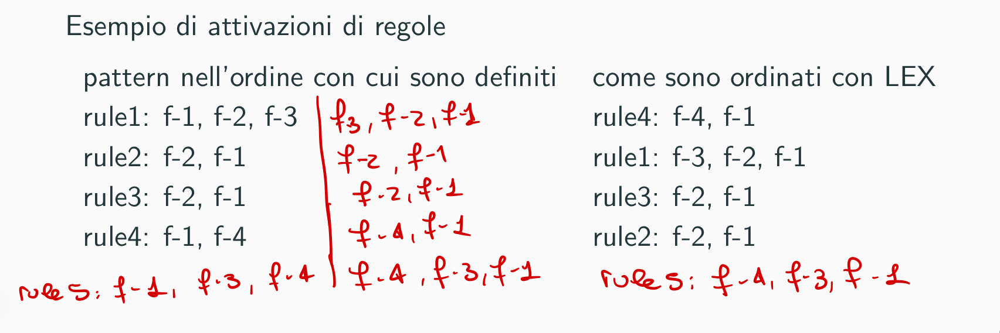 Esempio di attivazioni di regole
pattern nell'ordine con cui sono definiti come sono ordinati con LEX
rule1: f-1, f-2, f-3 f3, f-2, f-1 rule4: f-4, f-1
rule2: f-2, f-1 f-2, f-1 rule1: f-3, f-2, f-1
rule3: f-2, f-1 f-2, f-1 rule3: f-2, f-1
rule4: f-1, f-4 f-4, f-1 rule2: f-2, f-1
rule5: f-1, f-3, f-4 f-4, f-3, f-1 rule5: f-4, f-3, f-1